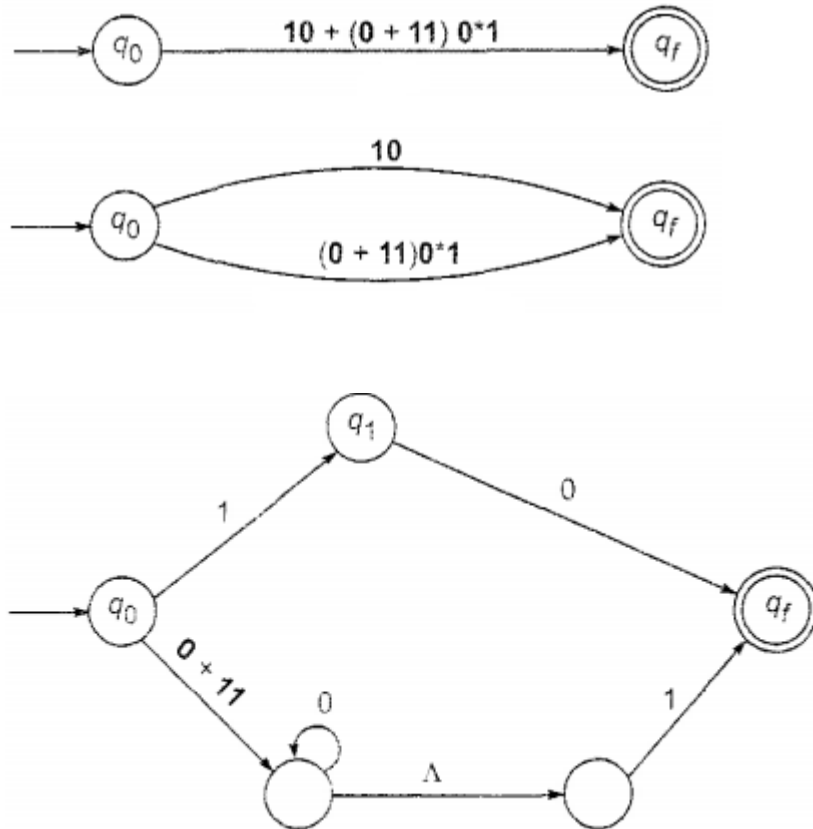 q0 10 + (0 + 11) 0*1 qf
10
q0 qf
(0 + 11)0*1
q1
1 0
q0 qf
0 + 11
0 1
Λ